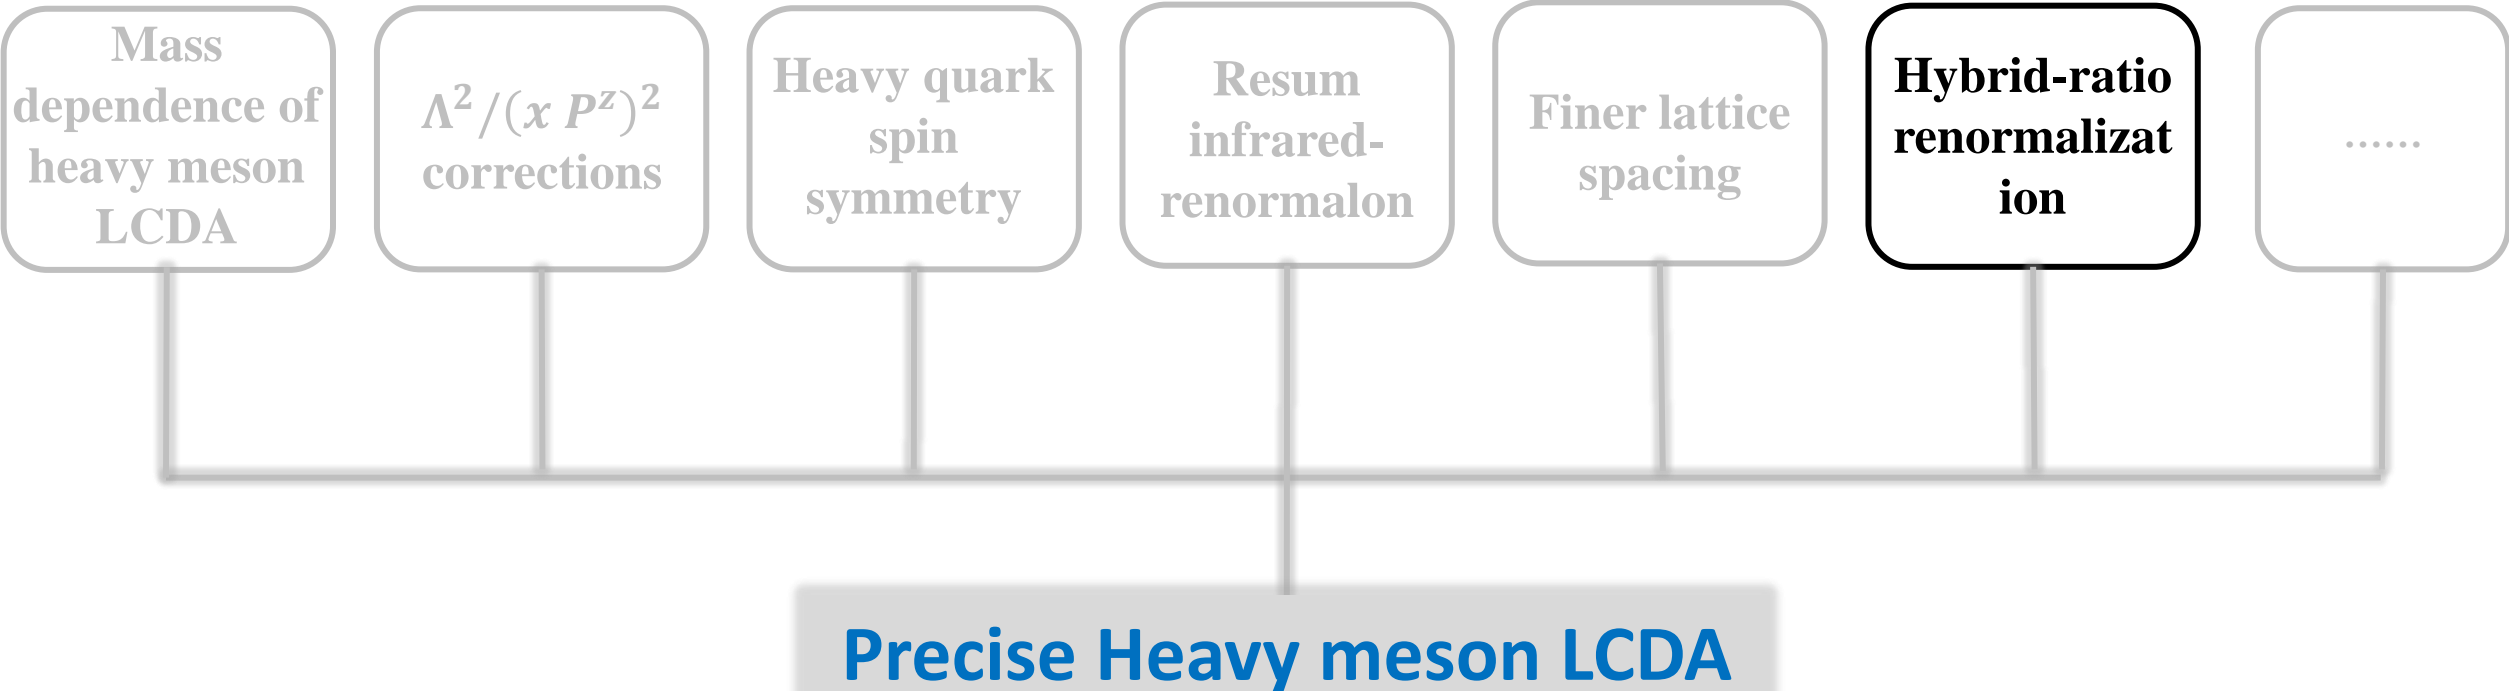 Mass
dependence of
heavy meson
LCDA
Λ²/(xPᶻ)²
corrections
Heavy quark
spin
symmetry
Resum
infrared-
renormalon
Finer lattice
spacing
Hybrid-ratio
renormalizat
ion
······
Precise Heavy meson LCDA